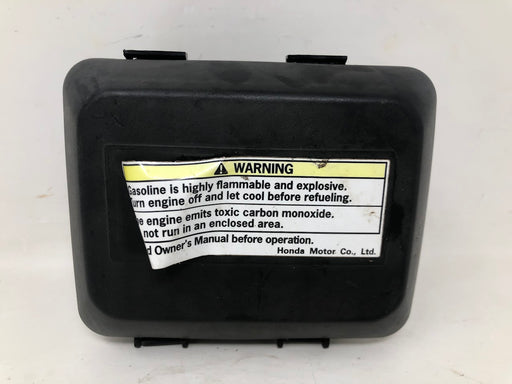 WARNING
Gasoline is highly flammable and explosive.
urn engine off and let cool before refueling.
e engine emits toxic carbon monoxide.
not run in an enclosed area.
d Owner's Manual before operation.
Honda Motor Co., Ltd.